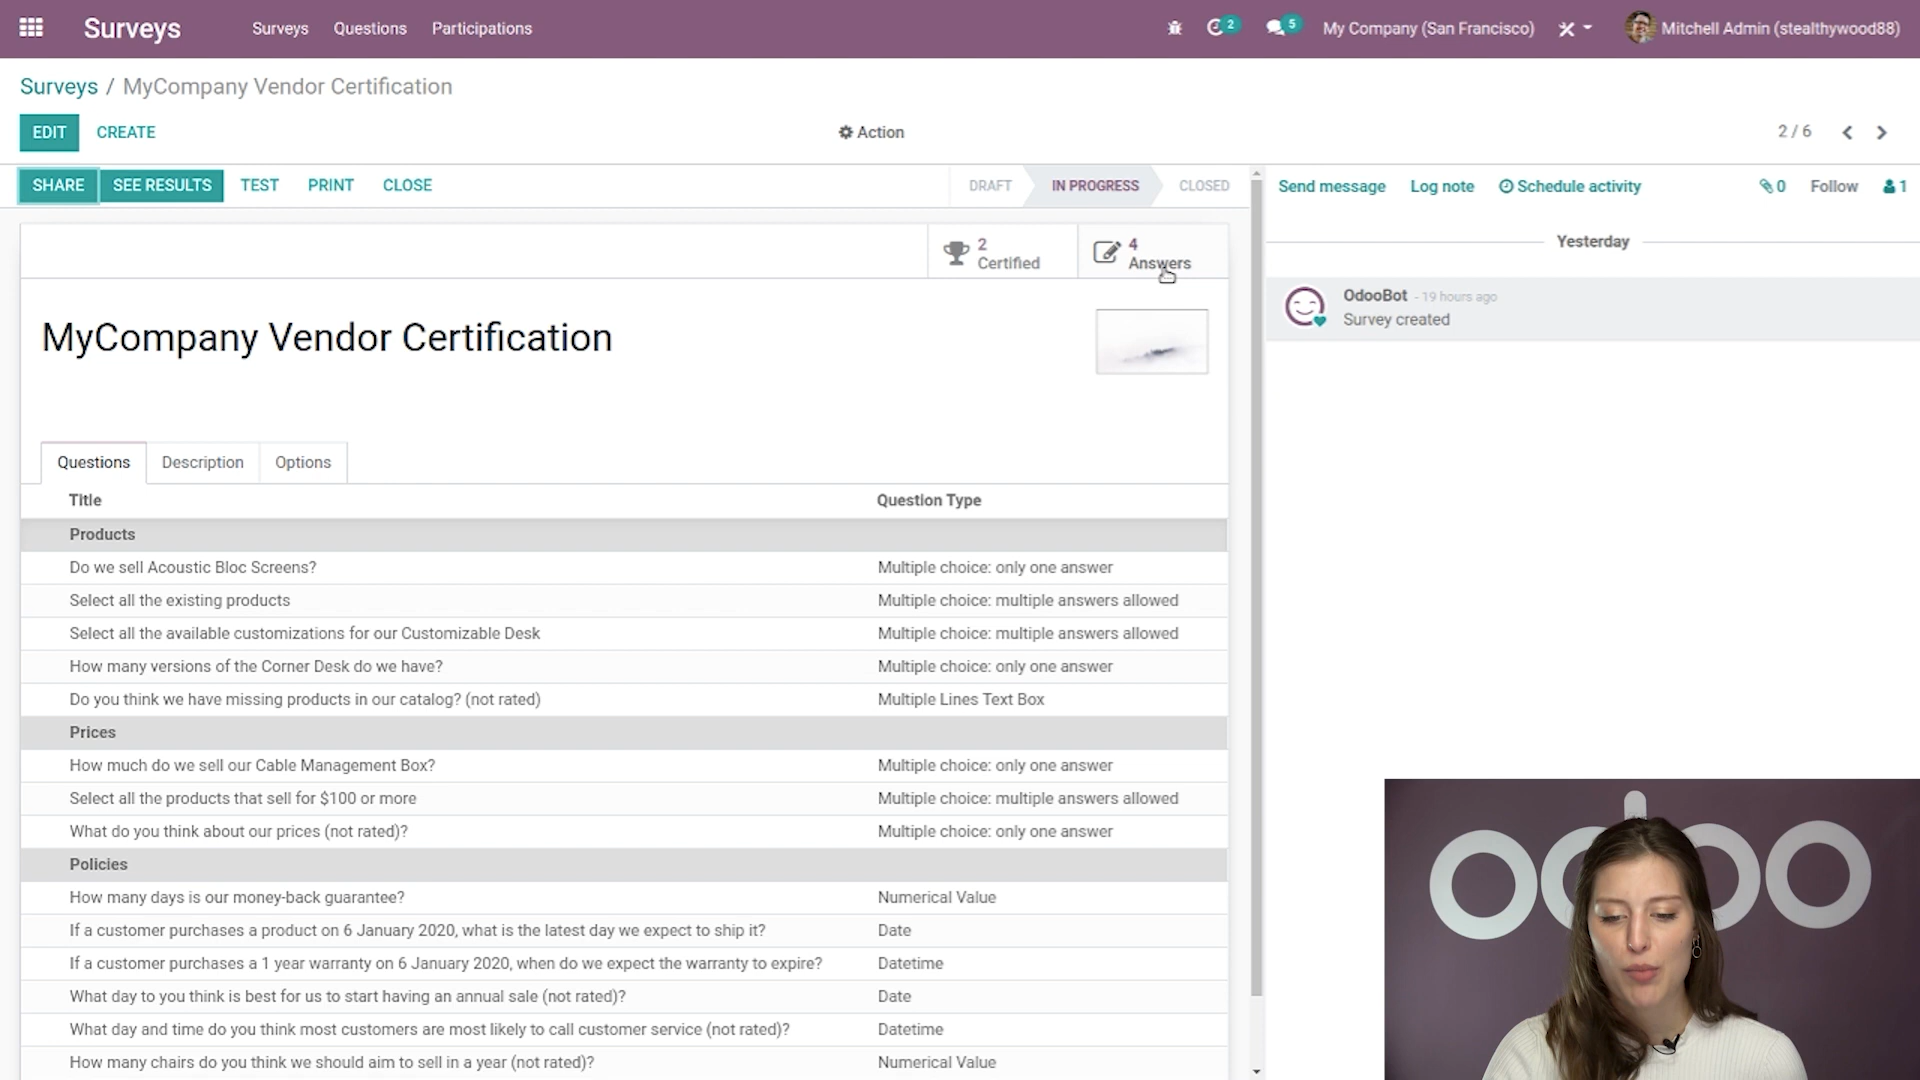 Surveys Surveys Questions Participations 2 5 My Company (San Francisco) Mitchell Admin (stealthywood88)
Surveys / MyCompany Vendor Certification
EDIT CREATE Action 2 / 6
SHARE SEE RESULTS TEST PRINT CLOSE DRAFT IN PROGRESS CLOSED Send message Log note Schedule activity 0 Follow 1
2 Certified
4 Answers
Yesterday
OdooBot - 19 hours ago
Survey created
MyCompany Vendor Certification
Questions Description Options
Title Question Type
Products
Do we sell Acoustic Bloc Screens? Multiple choice: only one answer
Select all the existing products Multiple choice: multiple answers allowed
Select all the available customizations for our Customizable Desk Multiple choice: multiple answers allowed
How many versions of the Corner Desk do we have? Multiple choice: only one answer
Do you think we have missing products in our catalog? (not rated) Multiple Lines Text Box
Prices
How much do we sell our Cable Management Box? Multiple choice: only one answer
Select all the products that sell for $100 or more Multiple choice: multiple answers allowed
What do you think about our prices (not rated)? Multiple choice: only one answer
Policies
How many days is our money-back guarantee? Numerical Value
If a customer purchases a product on 6 January 2020, what is the latest day we expect to ship it? Date
If a customer purchases a 1 year warranty on 6 January 2020, when do we expect the warranty to expire? Datetime
What day to you think is best for us to start having an annual sale (not rated)? Date
What day and time do you think most customers are most likely to call customer service (not rated)? Datetime
How many chairs do you think we should aim to sell in a year (not rated)? Numerical Value
odoo